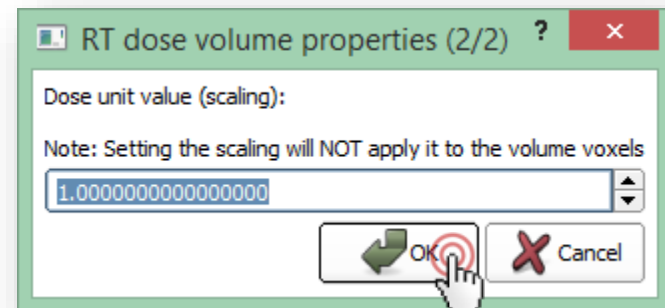 RT dose volume properties (2/2) ? ×
Dose unit value (scaling):
Note: Setting the scaling will NOT apply it to the volume voxels
1.0000000000000000
OK Cancel